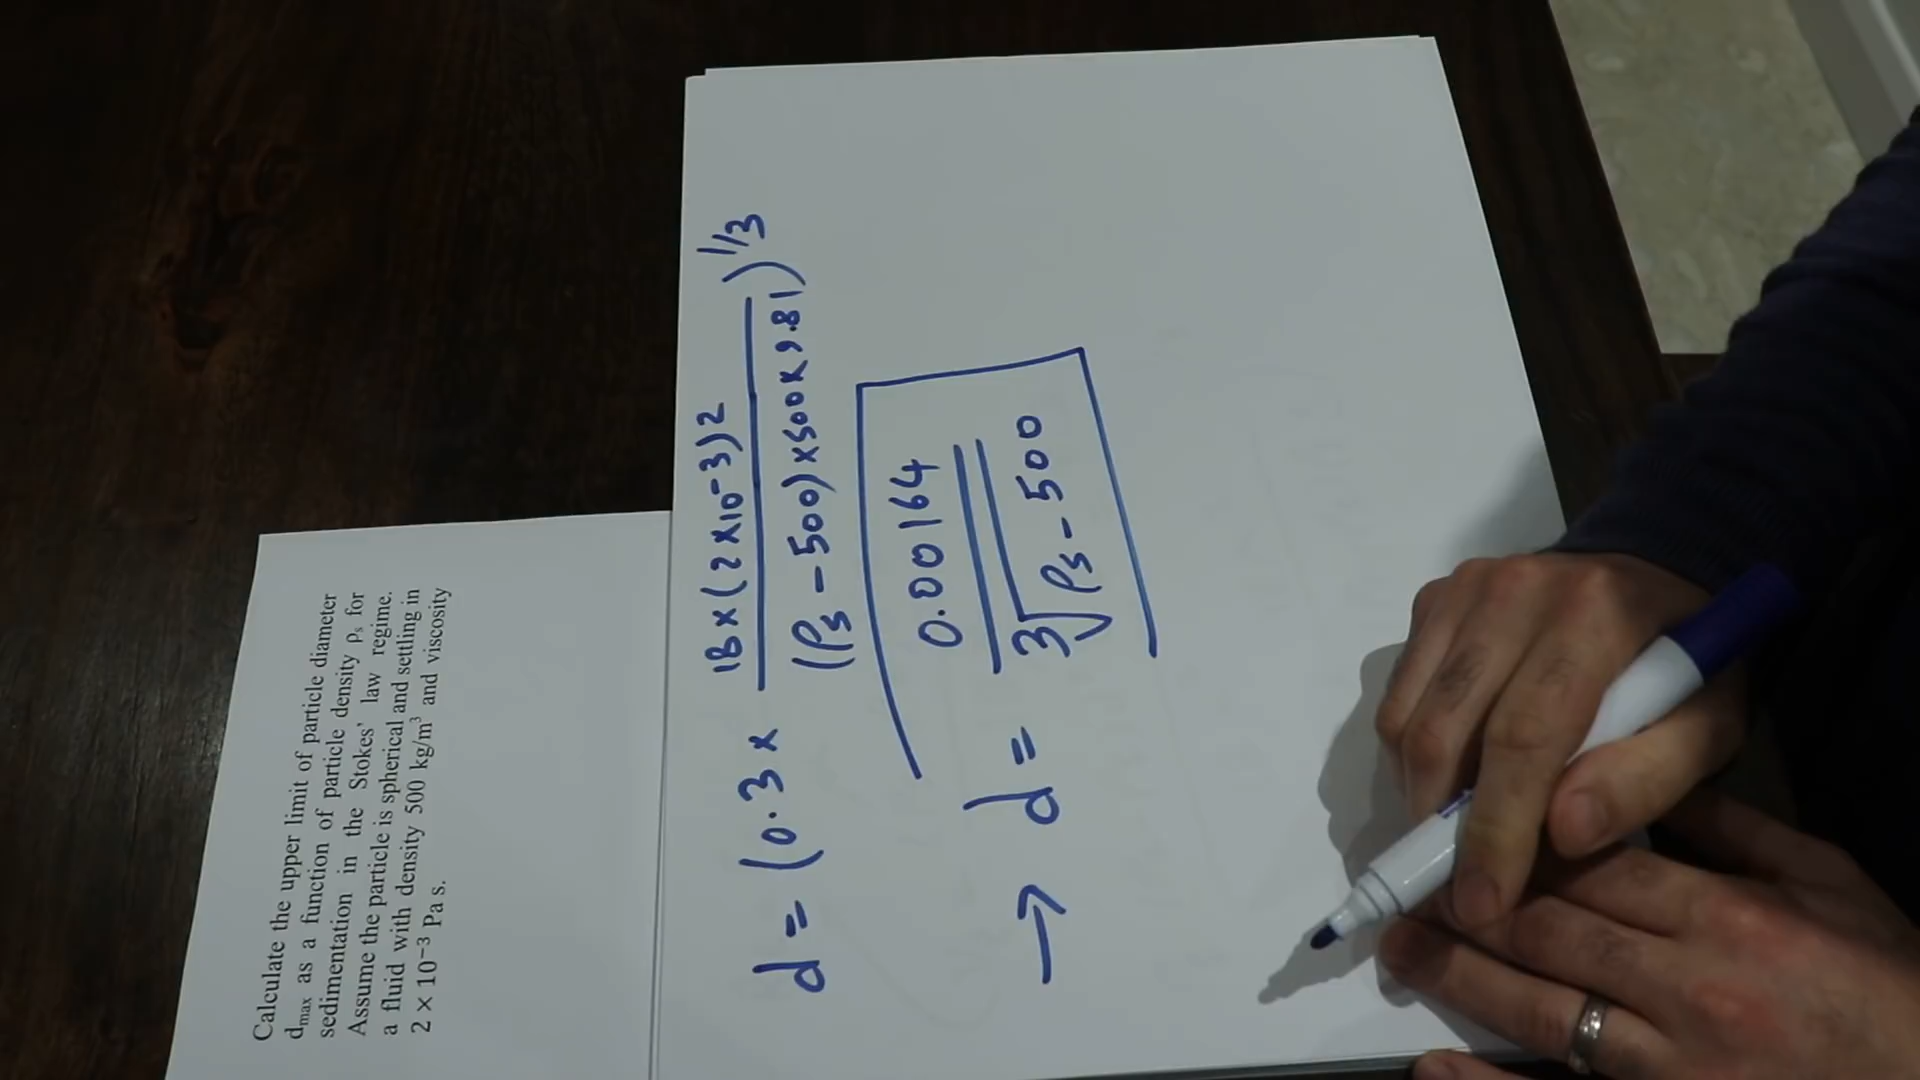 Calculate the upper limit of particle diameter
d_max as a function of particle density ρ_s for
sedimentation in the Stokes' law regime.
Assume the particle is spherical and settling in
a fluid with density 500 kg/m³ and viscosity
2 × 10⁻³ Pa s.
d = (0.3 × 18×(2×10⁻³)² / (ρs − 500)×500×9.81)^1/3
→ d = 0.00164 / ³√ρs − 500